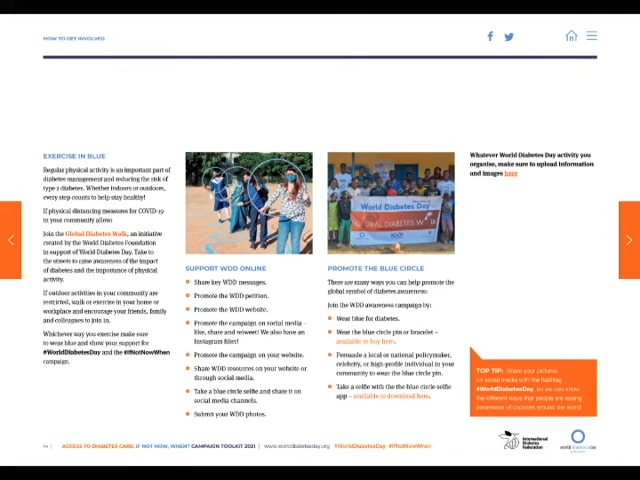 HOW TO GET INVOLVED
EXERCISE IN BLUE
Regular physical activity is an important part of
diabetes management and reducing the risk of
type 2 diabetes. Whether indoors or outdoors,
every step counts to help stay healthy!
If physical distancing measures for COVID-19
in your community allow:
Join the Global Diabetes Walk, an initiative
created by the World Diabetes Foundation
in support of World Diabetes Day. Take to
the streets to raise awareness of the impact
of diabetes and the importance of physical
activity.
If outdoor activities in your community are
restricted, walk or exercise in your home or
workplace and encourage your friends, family
and colleagues to join in.
Whichever way you exercise make sure
to wear blue and show your support for
#WorldDiabetesDay and the #IfNotNowWhen
campaign.
SUPPORT WDD ONLINE
Share key WDD messages.
Promote the WDD petition.
Promote the WDD website.
Promote the campaign on social media –
like, share and retweet! We also have an
Instagram filter!
Promote the campaign on your website.
Share WDD resources on your website or
through social media.
Take a blue circle selfie and share it on
social media channels.
Submit your WDD photos.
World Diabetes Day
GLOBAL DIABETES WALK
PROMOTE THE BLUE CIRCLE
There are many ways you can help promote the
global symbol of diabetes awareness:
Join the WDD awareness campaign by:
Wear blue for diabetes.
Wear the blue circle pin or bracelet –
available to buy here.
Persuade a local or national policymaker,
celebrity, or high-profile individual in your
community to wear the blue circle pin.
Take a selfie with the the blue circle selfie
app – available to download here.
Whatever World Diabetes Day activity you
organise, make sure to upload information
and images here
TOP TIP: Share your pictures
on social media with the hashtag
#WorldDiabetesDay, so we can show
the different ways that people are raising
awareness of diabetes around the world
ACCESS TO DIABETES CARE: IF NOT NOW, WHEN? CAMPAIGN TOOLKIT 2021 | www.worlddiabetesday.org #WorldDiabetesDay #IfNotNowWhen
International
Diabetes
Federation
world diabetes day